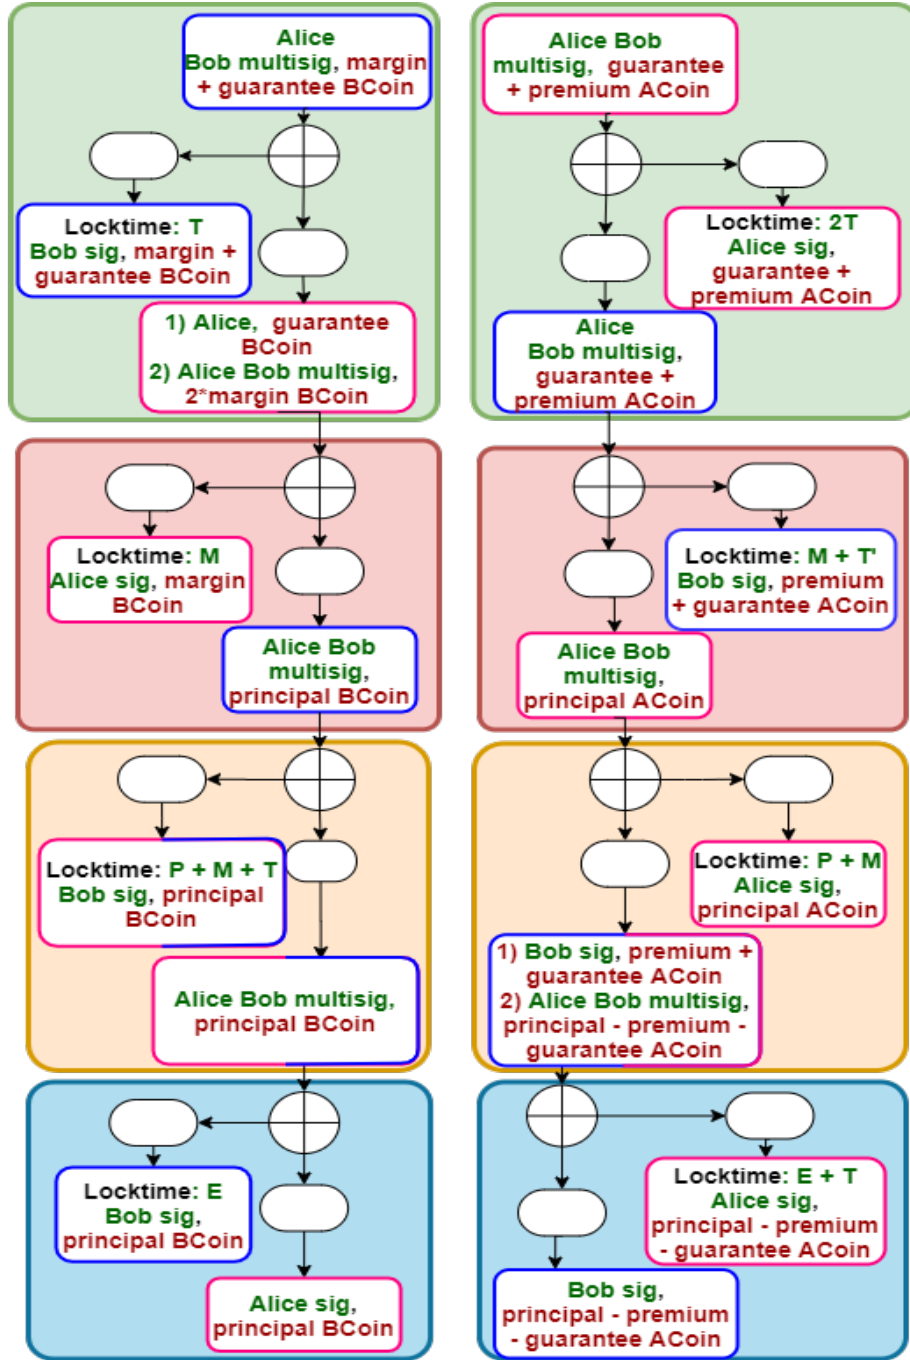 Alice
Bob multisig, margin
+ guarantee BCoin
Locktime: T
Bob sig, margin +
guarantee BCoin
1) Alice, guarantee
BCoin
2) Alice Bob multisig,
2*margin BCoin
Alice Bob
multisig, guarantee
+ premium ACoin
Locktime: 2T
Alice sig,
guarantee +
premium ACoin
Alice
Bob multisig,
guarantee +
premium ACoin
Locktime: M
Alice sig, margin
BCoin
Alice Bob
multisig,
principal BCoin
Locktime: M + T'
Bob sig, premium
+ guarantee ACoin
Alice Bob
multisig,
principal ACoin
Locktime: P + M + T
Bob sig, principal
BCoin
Alice Bob multisig,
principal BCoin
Locktime: P + M
Alice sig,
principal ACoin
1) Bob sig, premium +
guarantee ACoin
2) Alice Bob multisig,
principal - premium -
guarantee ACoin
Locktime: E
Bob sig,
principal BCoin
Alice sig,
principal BCoin
Locktime: E + T
Alice sig,
principal - premium
- guarantee ACoin
Bob sig,
principal - premium
- guarantee ACoin